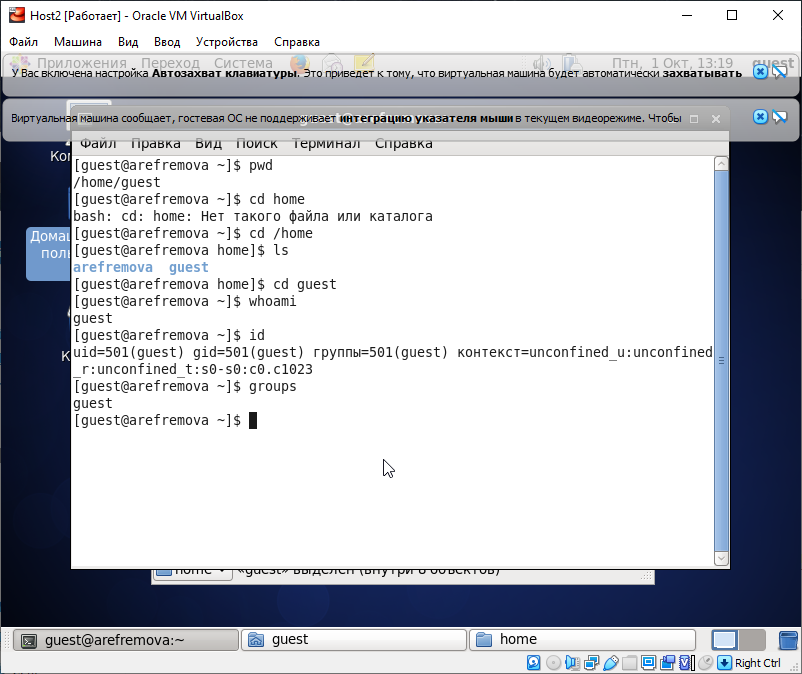 Host2 [Работает] - Oracle VM VirtualBox
Файл Машина Вид Ввод Устройства Справка
Приложения Переход Система Птн, 1 Окт, 13:19 guest
У Вас включена настройка Автозахват клавиатуры. Это приведет к тому, что виртуальная машина будет автоматически захватывать
Виртуальная машина сообщает, гостевая ОС не поддерживает интеграцию указателя мыши в текущем видеорежиме. Чтобы
Файл Правка Вид Поиск Терминал Справка
[guest@arefremova ~]$ pwd
/home/guest
[guest@arefremova ~]$ cd home
bash: cd: home: Нет такого файла или каталога
[guest@arefremova ~]$ cd /home
[guest@arefremova home]$ ls
arefremova guest
[guest@arefremova home]$ cd guest
[guest@arefremova ~]$ whoami
guest
[guest@arefremova ~]$ id
uid=501(guest) gid=501(guest) группы=501(guest) контекст=unconfined_u:unconfined
_r:unconfined_t:s0-s0:c0.c1023
[guest@arefremova ~]$ groups
guest
[guest@arefremova ~]$
home «guest» выделен (внутри 8 объектов)
guest@arefremova:~ guest home
Right Ctrl